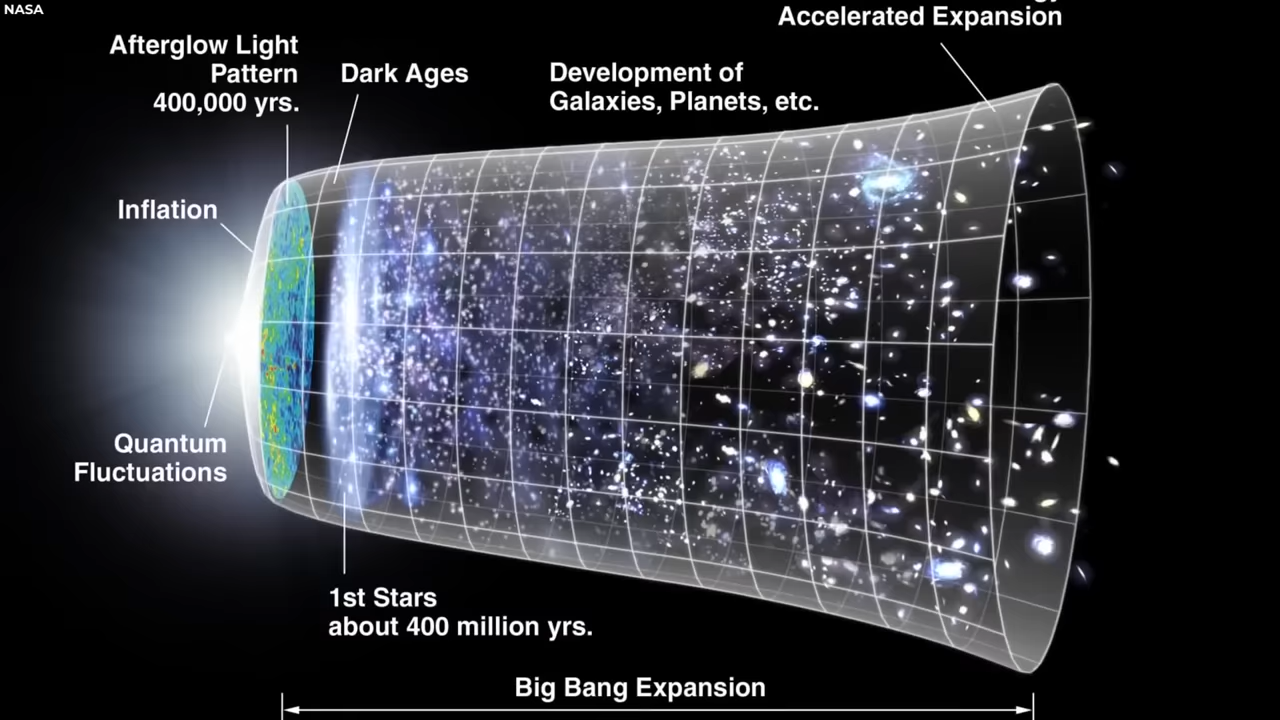 NASA
Accelerated Expansion
Afterglow Light
Pattern
400,000 yrs.
Dark Ages
Development of
Galaxies, Planets, etc.
Inflation
Quantum
Fluctuations
1st Stars
about 400 million yrs.
Big Bang Expansion